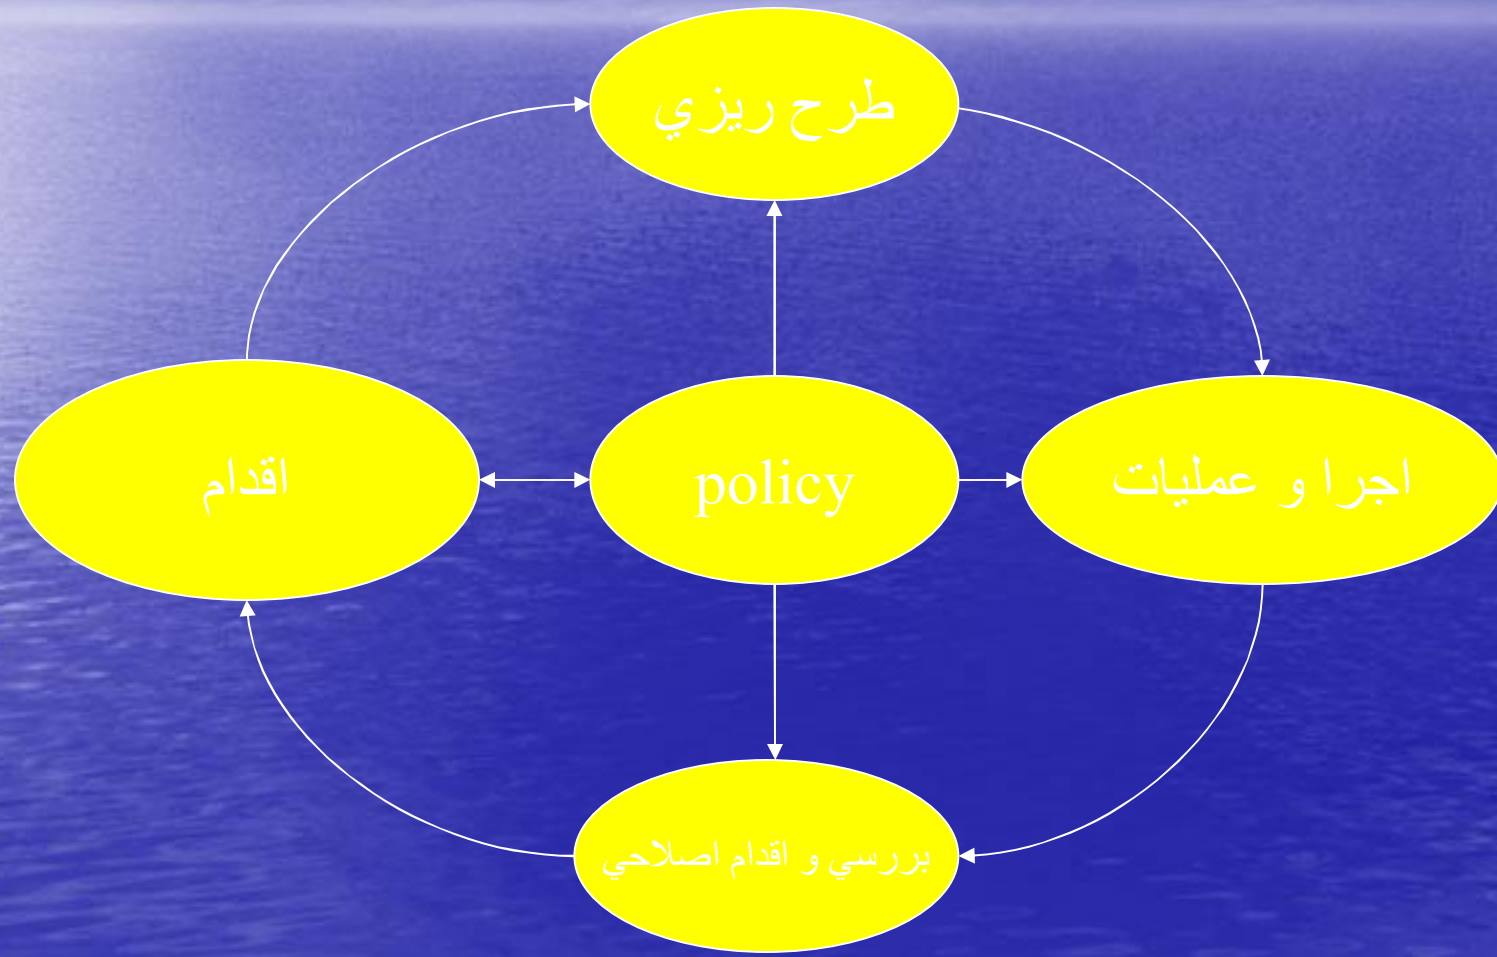 طرح ريزي
اجرا و عمليات
policy
اقدام
بررسي و اقدام اصلاحي